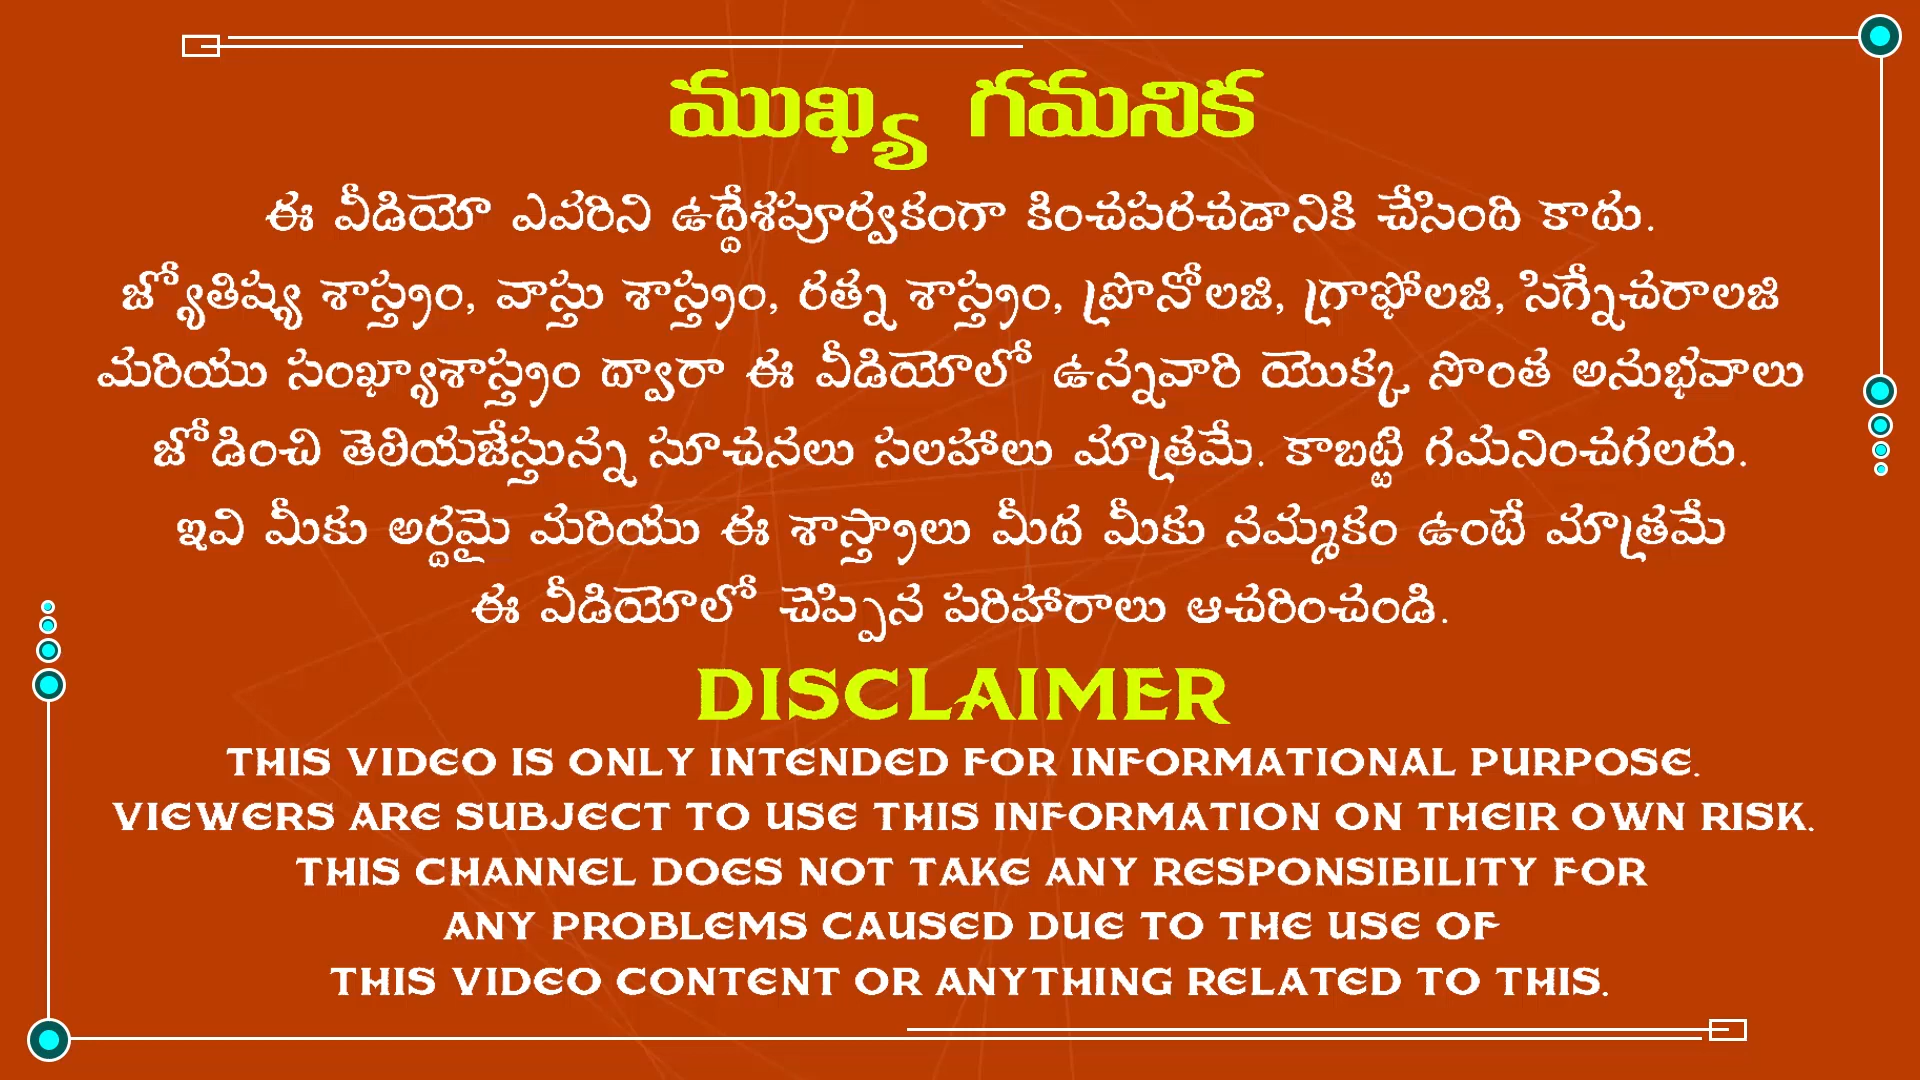 ముఖ్య గమనిక
ఈ వీడియో ఎవరిని ఉద్దేశపూర్వకంగా కించపరచడానికి చేసింది కాదు.
జ్యోతిష్య శాస్త్రం, వాస్తు శాస్త్రం, రత్న శాస్త్రం, ప్రొనోలజి, గ్రాఫోలజి, సిగ్నేచరాలజి
మరియు సంఖ్యాశాస్త్రం ద్వారా ఈ వీడియోలో ఉన్నవారి యొక్క సొంత అనుభవాలు
జోడించి తెలియజేస్తున్న సూచనలు సలహాలు మాత్రమే. కాబట్టి గమనించగలరు.
ఇవి మీకు అర్దమై మరియు ఈ శాస్త్రాలు మీద మీకు నమ్మకం ఉంటే మాత్రమే
ఈ వీడియోలో చెప్పిన పరిహారాలు ఆచరించండి.
DISCLAIMER
THIS VIDEO IS ONLY INTENDED FOR INFORMATIONAL PURPOSE.
VIEWERS ARE SUBJECT TO USE THIS INFORMATION ON THEIR OWN RISK.
THIS CHANNEL DOES NOT TAKE ANY RESPONSIBILITY FOR
ANY PROBLEMS CAUSED DUE TO THE USE OF
THIS VIDEO CONTENT OR ANYTHING RELATED TO THIS.